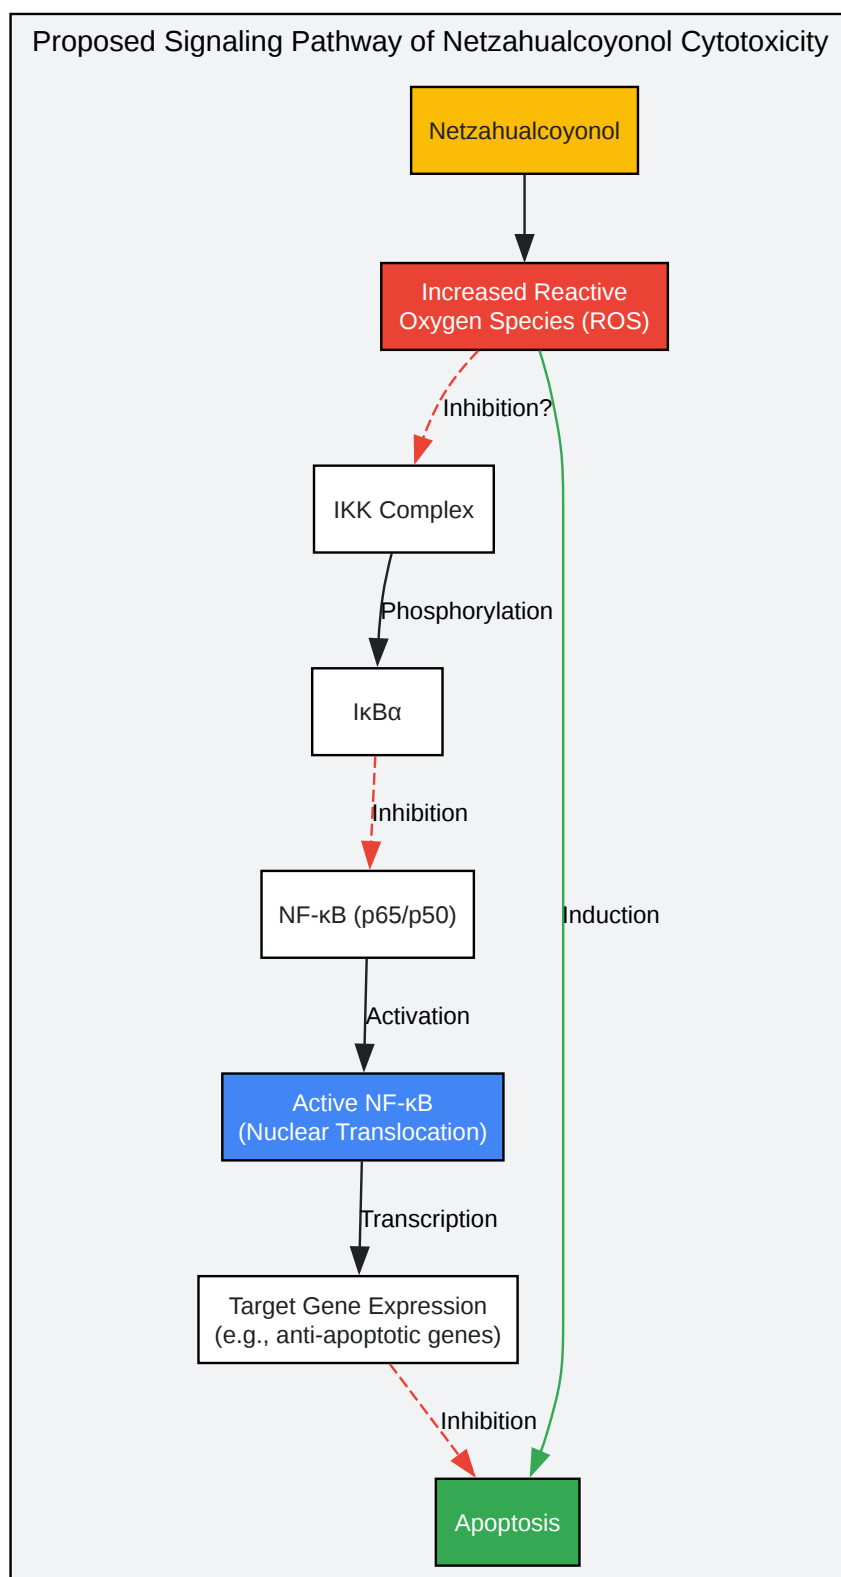 Proposed Signaling Pathway of Netzahualcoyonol Cytotoxicity
Netzahualcoyonol
Increased Reactive
Oxygen Species (ROS)
Inhibition?
IKK Complex
Phosphorylation
IκBα
Inhibition
NF-κB (p65/p50)
Induction
Activation
Active NF-κB
(Nuclear Translocation)
Transcription
Target Gene Expression
(e.g., anti-apoptotic genes)
Inhibition
Apoptosis